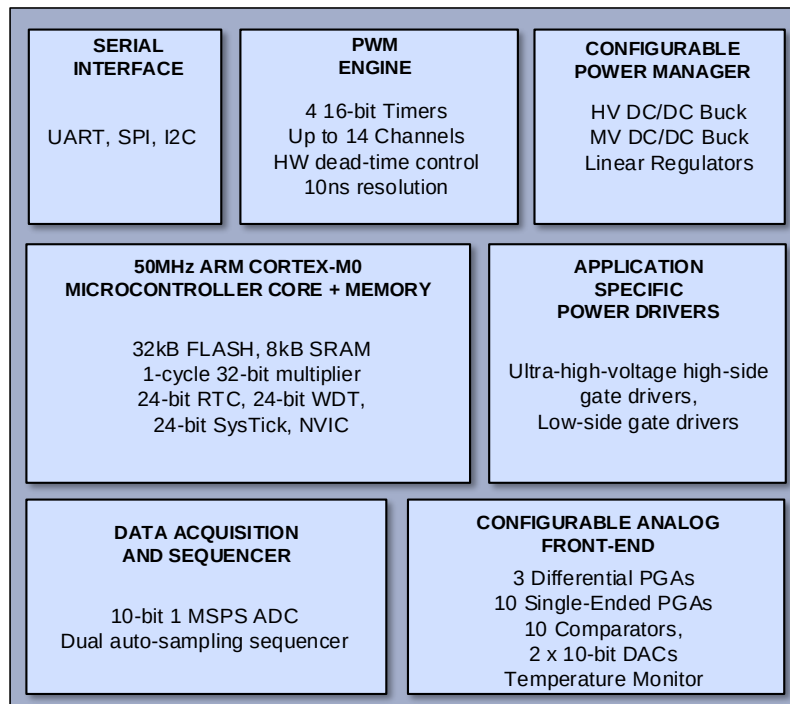 SERIAL
INTERFACE
UART, SPI, I2C
PWM
ENGINE
4 16-bit Timers
Up to 14 Channels
HW dead-time control
10ns resolution
CONFIGURABLE
POWER MANAGER
HV DC/DC Buck
MV DC/DC Buck
Linear Regulators
50MHz ARM CORTEX-M0
MICROCONTROLLER CORE + MEMORY
32kB FLASH, 8kB SRAM
1-cycle 32-bit multiplier
24-bit RTC, 24-bit WDT,
24-bit SysTick, NVIC
APPLICATION
SPECIFIC
POWER DRIVERS
Ultra-high-voltage high-side
gate drivers,
Low-side gate drivers
DATA ACQUISITION
AND SEQUENCER
10-bit 1 MSPS ADC
Dual auto-sampling sequencer
CONFIGURABLE ANALOG
FRONT-END
3 Differential PGAs
10 Single-Ended PGAs
10 Comparators,
2 x 10-bit DACs
Temperature Monitor